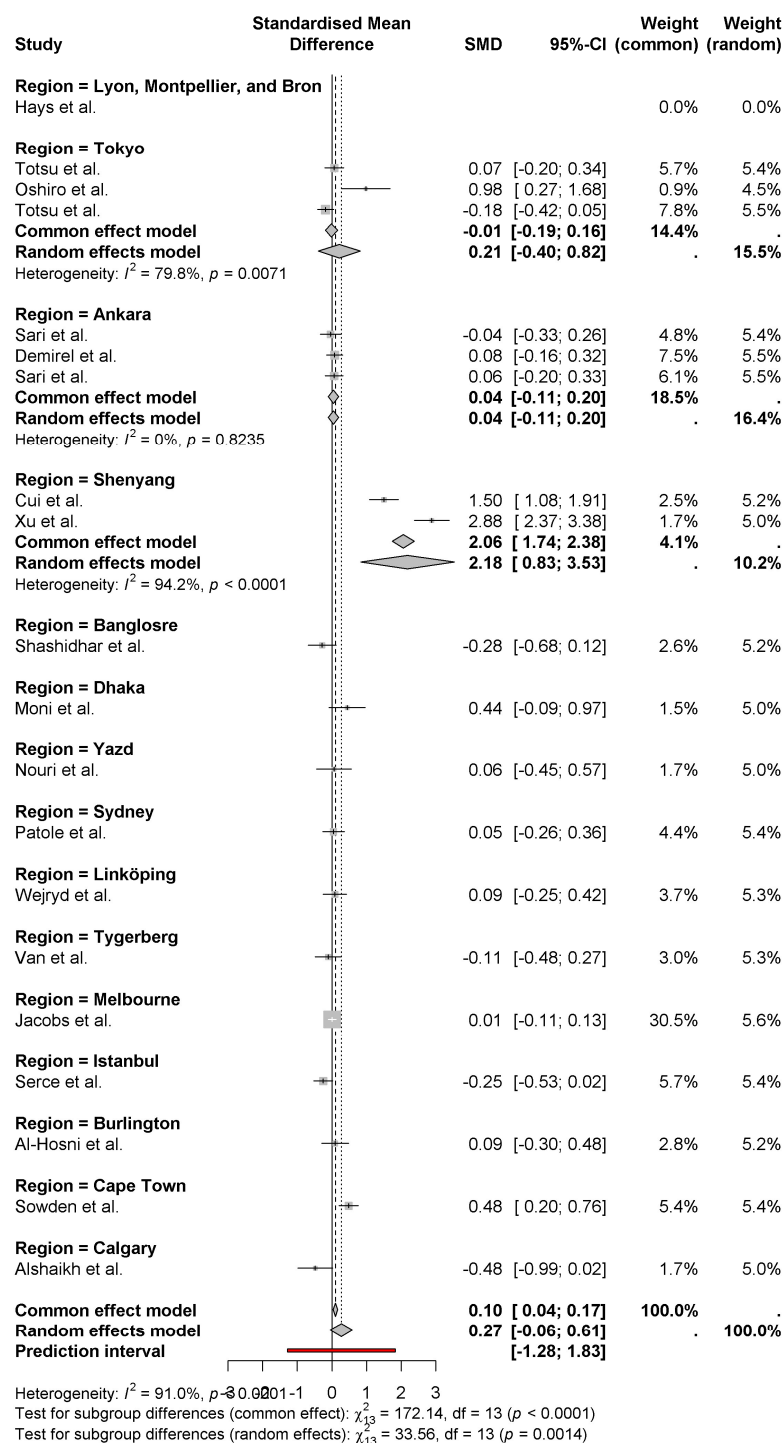 Standardised Mean Weight Weight
Study Difference SMD 95%-CI (common) (random)
Region = Lyon, Montpellier, and Bron
Hays et al. 0.0% 0.0%
Region = Tokyo
Totsu et al. 0.07 [-0.20; 0.34] 5.7% 5.4%
Oshiro et al. 0.98 [ 0.27; 1.68] 0.9% 4.5%
Totsu et al. -0.18 [-0.42; 0.05] 7.8% 5.5%
Common effect model -0.01 [-0.19; 0.16] 14.4% .
Random effects model 0.21 [-0.40; 0.82] . 15.5%
Heterogeneity: I² = 79.8%, p = 0.0071
Region = Ankara
Sari et al. -0.04 [-0.33; 0.26] 4.8% 5.4%
Demirel et al. 0.08 [-0.16; 0.32] 7.5% 5.5%
Sari et al. 0.06 [-0.20; 0.33] 6.1% 5.5%
Common effect model 0.04 [-0.11; 0.20] 18.5% .
Random effects model 0.04 [-0.11; 0.20] . 16.4%
Heterogeneity: I² = 0%, p = 0.8235
Region = Shenyang
Cui et al. 1.50 [ 1.08; 1.91] 2.5% 5.2%
Xu et al. 2.88 [ 2.37; 3.38] 1.7% 5.0%
Common effect model 2.06 [ 1.74; 2.38] 4.1% .
Random effects model 2.18 [ 0.83; 3.53] . 10.2%
Heterogeneity: I² = 94.2%, p < 0.0001
Region = Banglosre
Shashidhar et al. -0.28 [-0.68; 0.12] 2.6% 5.2%
Region = Dhaka
Moni et al. 0.44 [-0.09; 0.97] 1.5% 5.0%
Region = Yazd
Nouri et al. 0.06 [-0.45; 0.57] 1.7% 5.0%
Region = Sydney
Patole et al. 0.05 [-0.26; 0.36] 4.4% 5.4%
Region = Linköping
Wejryd et al. 0.09 [-0.25; 0.42] 3.7% 5.3%
Region = Tygerberg
Van et al. -0.11 [-0.48; 0.27] 3.0% 5.3%
Region = Melbourne
Jacobs et al. 0.01 [-0.11; 0.13] 30.5% 5.6%
Region = Istanbul
Serce et al. -0.25 [-0.53; 0.02] 5.7% 5.4%
Region = Burlington
Al-Hosni et al. 0.09 [-0.30; 0.48] 2.8% 5.2%
Region = Cape Town
Sowden et al. 0.48 [ 0.20; 0.76] 5.4% 5.4%
Region = Calgary
Alshaikh et al. -0.48 [-0.99; 0.02] 1.7% 5.0%
Common effect model 0.10 [ 0.04; 0.17] 100.0% .
Random effects model 0.27 [-0.06; 0.61] . 100.0%
Prediction interval [-1.28; 1.83]
-3 -2 -1 0 1 2 3
Heterogeneity: I² = 91.0%, p < 0.0001
Test for subgroup differences (common effect): χ²₁₃ = 172.14, df = 13 (p < 0.0001)
Test for subgroup differences (random effects): χ²₁₃ = 33.56, df = 13 (p = 0.0014)